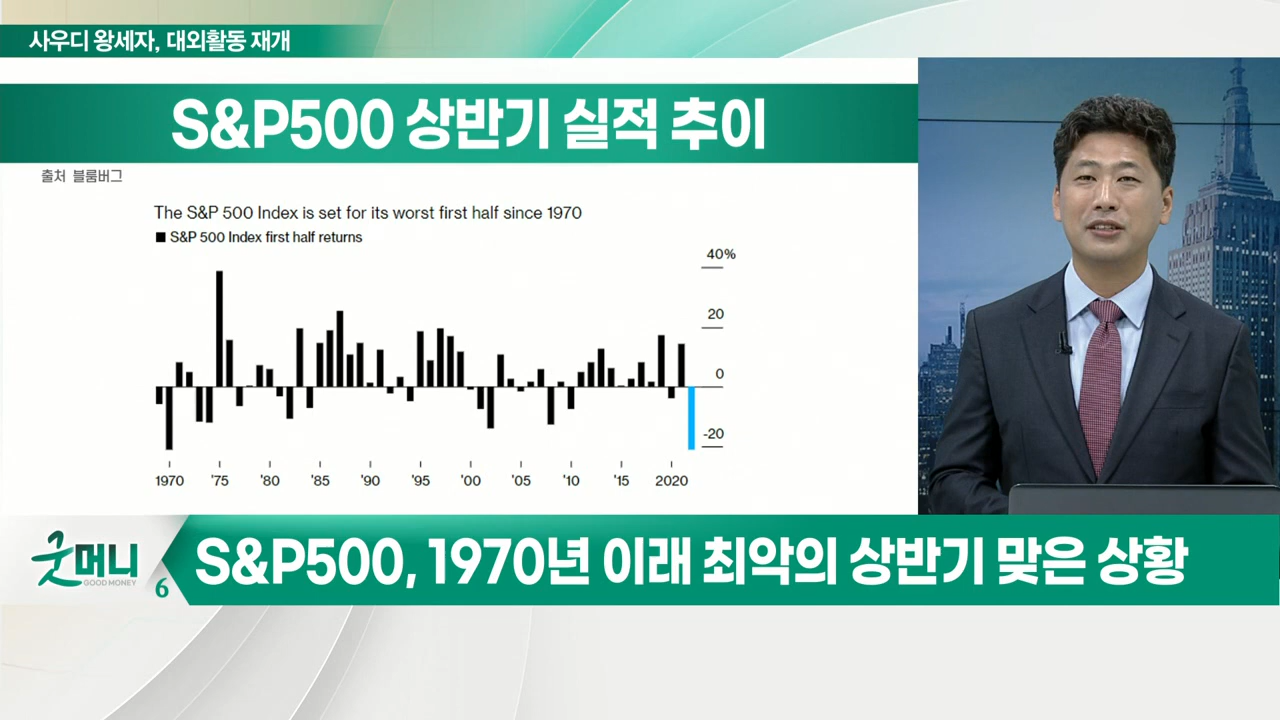 사우디 왕세자, 대외활동 재개
S&P500 상반기 실적 추이
출처 블룸버그
The S&P 500 Index is set for its worst first half since 1970
S&P 500 Index first half returns
40%
20
0
-20
1970 '75 '80 '85 '90 '95 '00 '05 '10 '15 2020
굿머니
GOOD MONEY
6
S&P500, 1970년 이래 최악의 상반기 맞은 상황